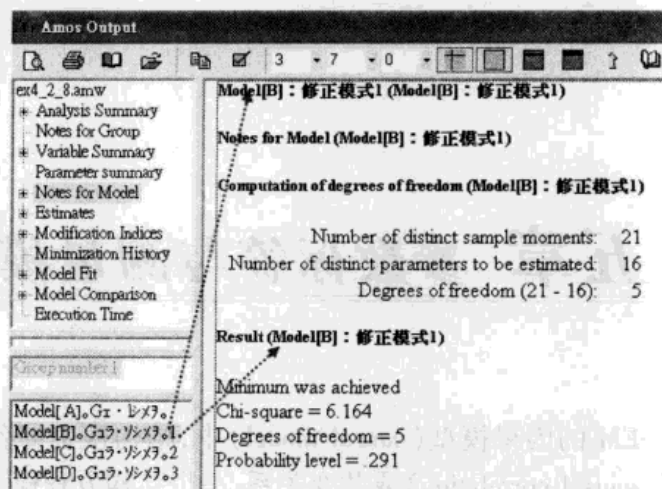 Amos Output
3 7 0
ex4_2_8.amw
Analysis Summary
Notes for Group
Variable Summary
Parameter summary
Notes for Model
Estimates
Modification Indices
Minimization History
Model Fit
Model Comparison
Execution Time
Group number 1
Model[A]。
Model[B]。
Model[C]。
Model[D]。
Model[B]：修正模式1 (Model[B]：修正模式1)
Notes for Model (Model[B]：修正模式1)
Computation of degrees of freedom (Model[B]：修正模式1)
Number of distinct sample moments: 21
Number of distinct parameters to be estimated: 16
Degrees of freedom (21 - 16): 5
Result (Model[B]：修正模式1)
Minimum was achieved
Chi-square = 6.164
Degrees of freedom = 5
Probability level = .291